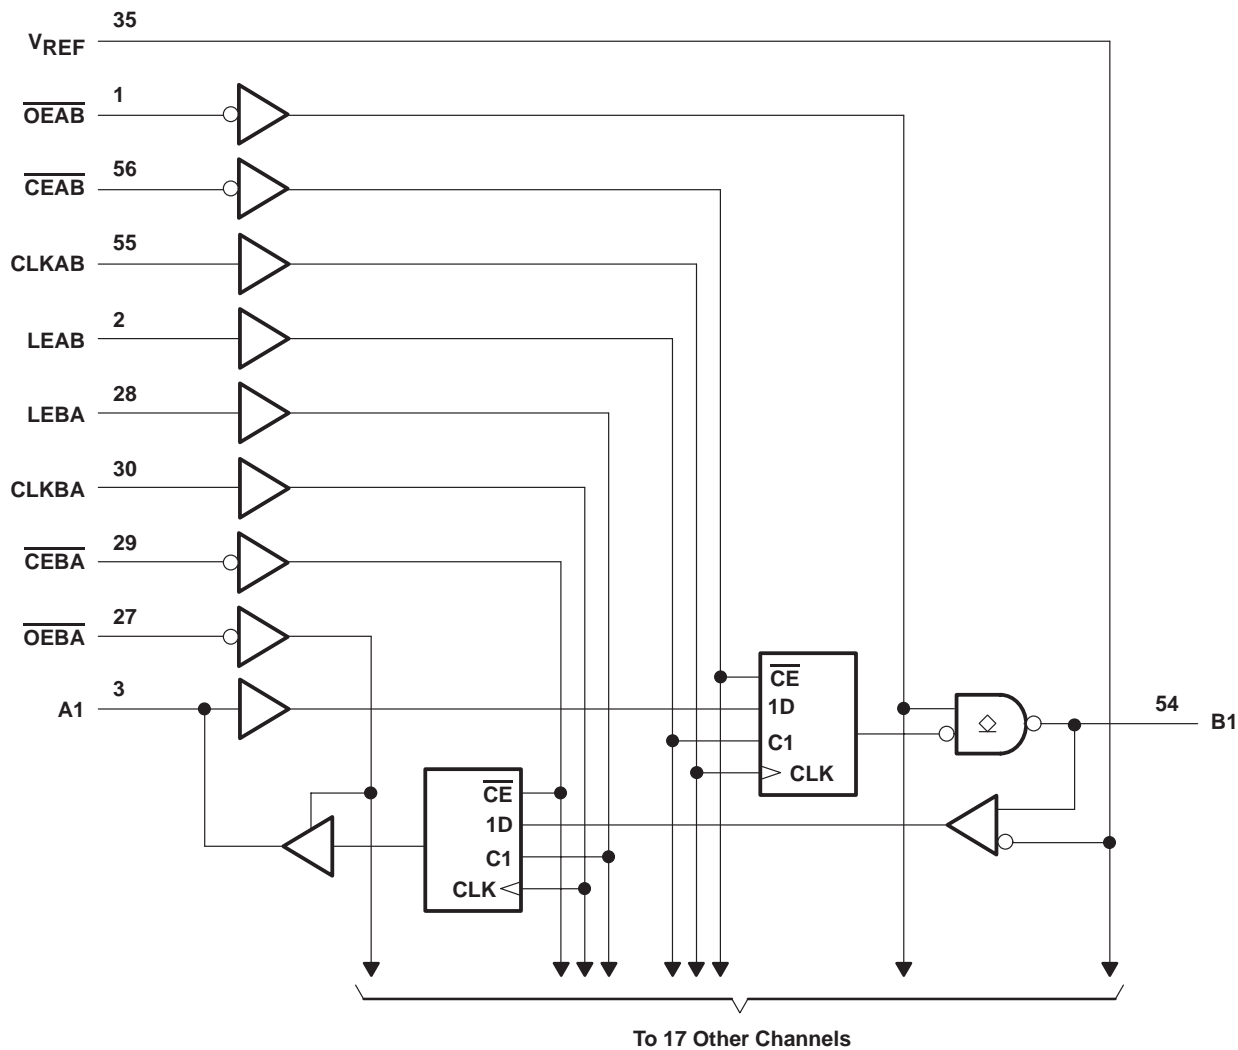 35
VREF
1
OEAB
56
CEAB
55
CLKAB
2
LEAB
28
LEBA
30
CLKBA
29
CEBA
27
OEBA
3
A1
CE
1D
C1
CLK
54
B1
CE
1D
C1
CLK
To 17 Other Channels